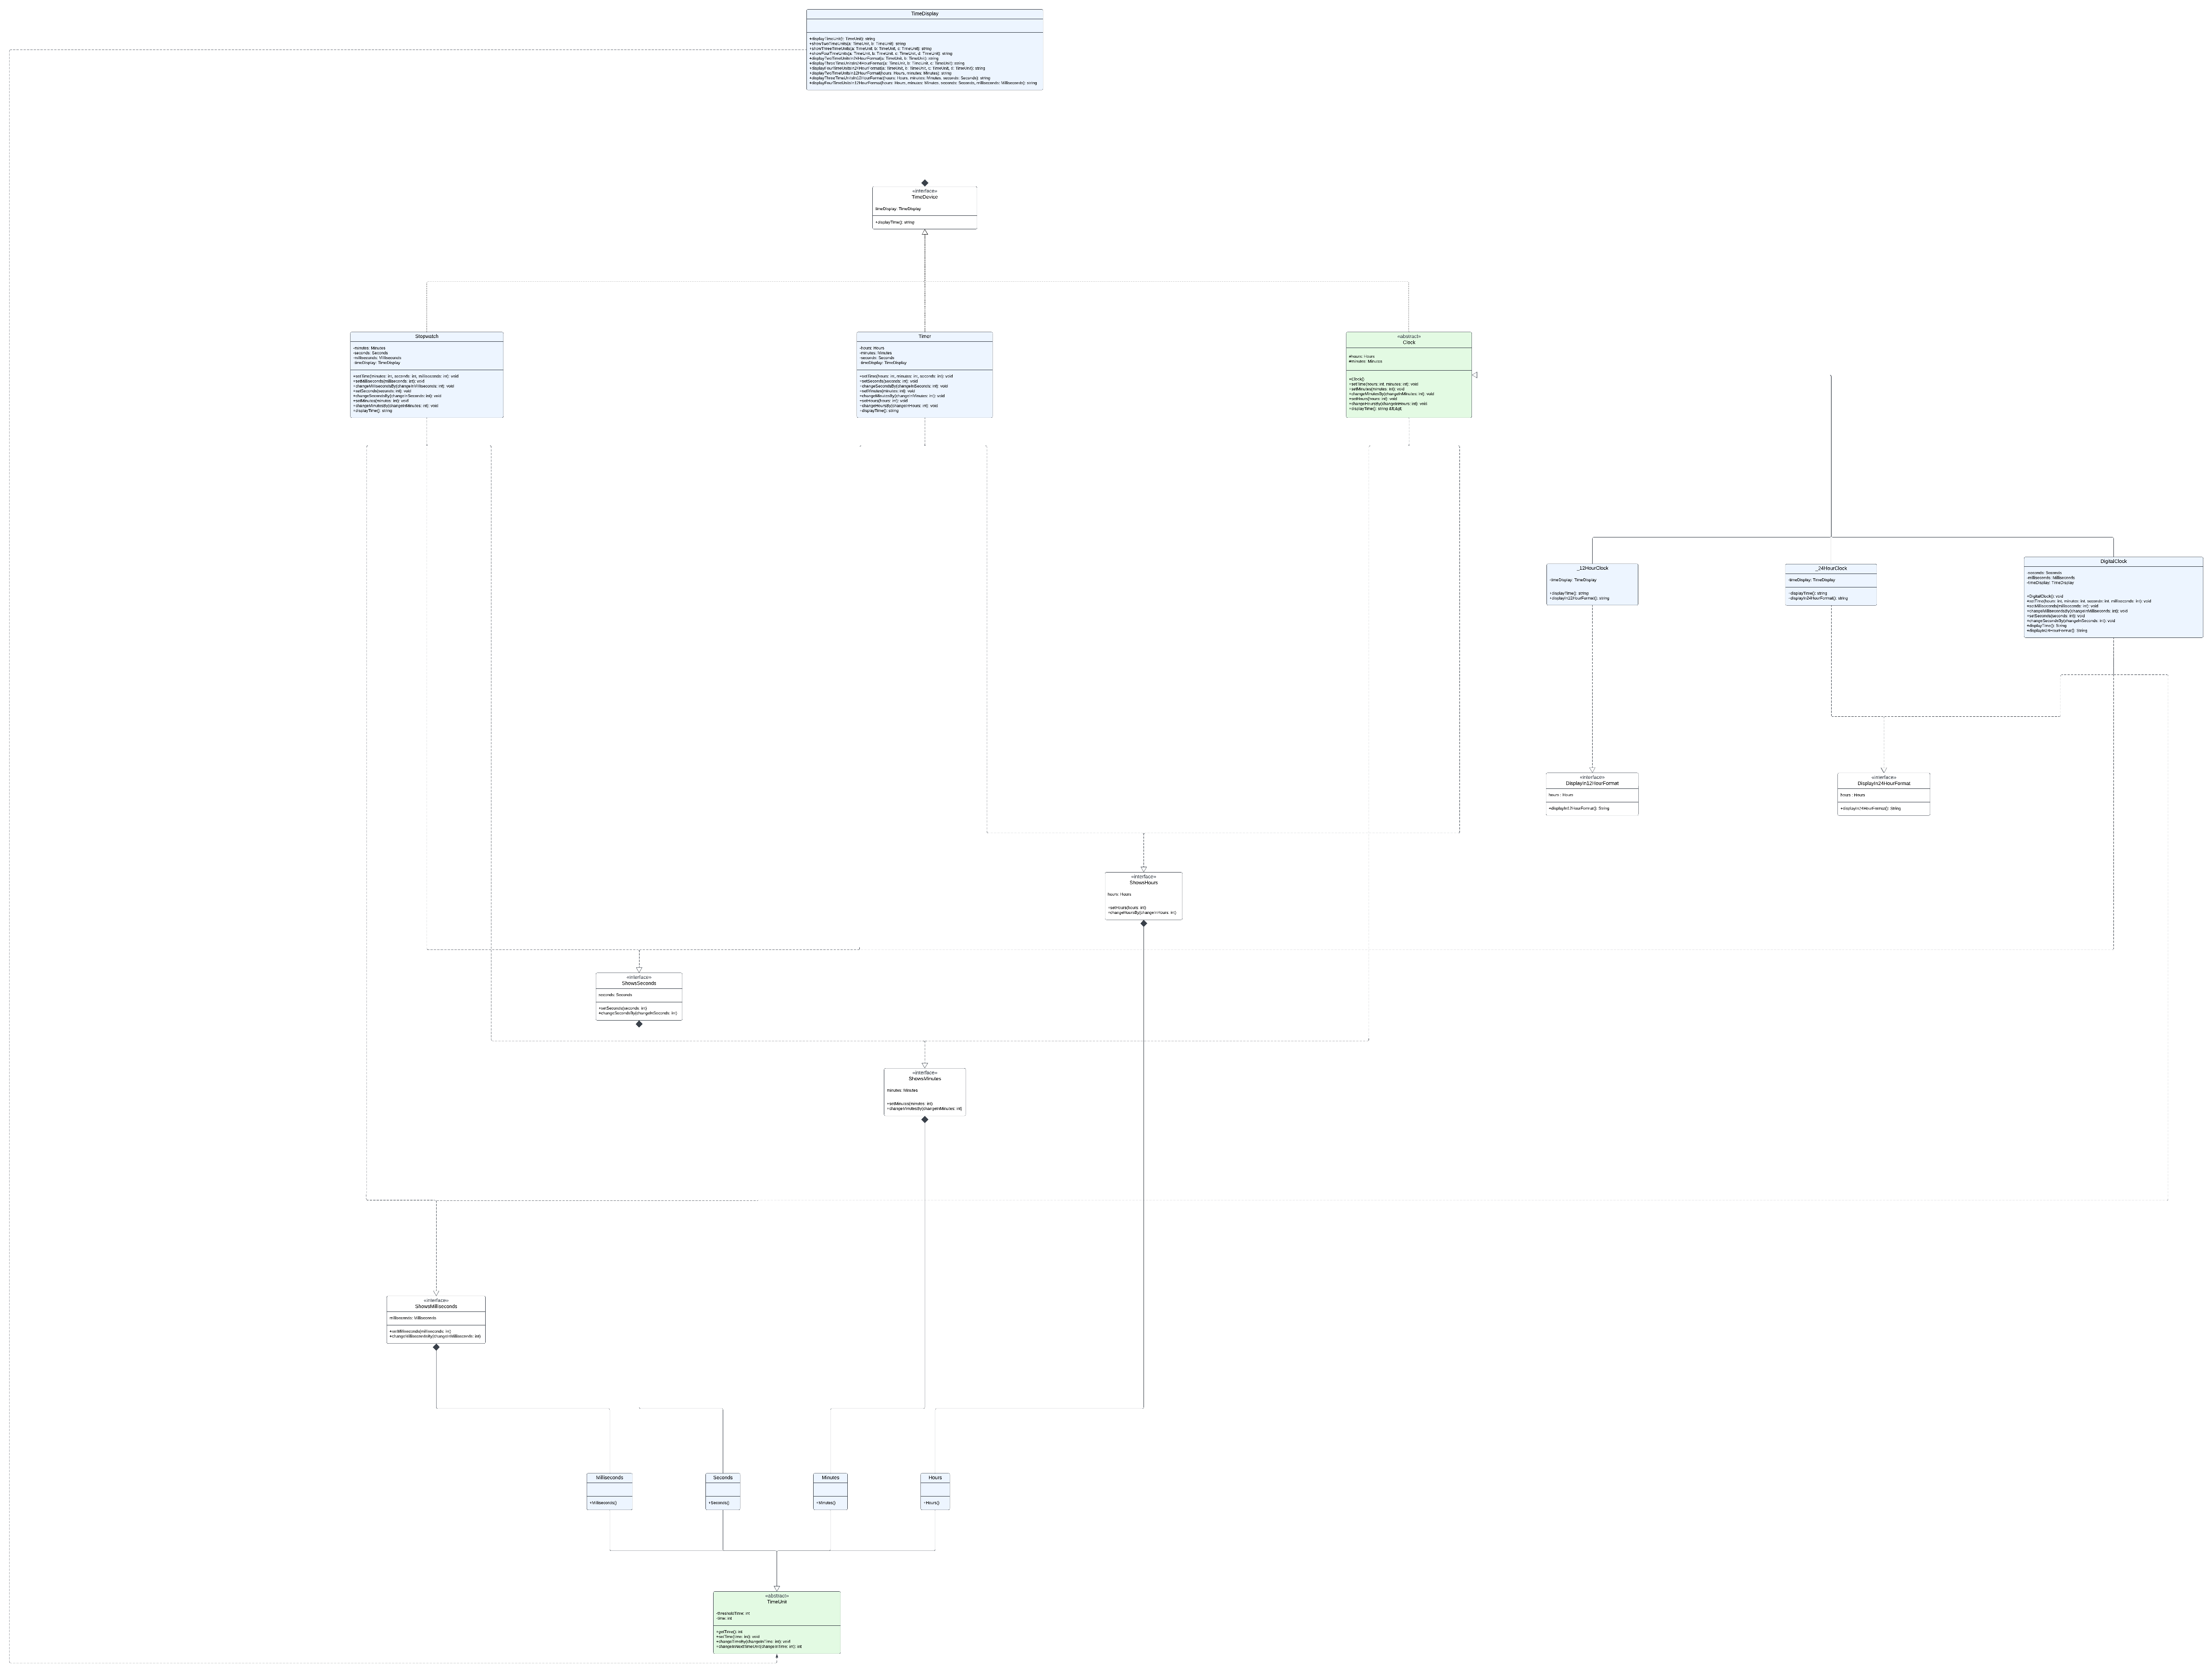 TimeDisplay
+displayTimeUnit(t: TimeUnit): string
+showTwoTimeUnits(a: TimeUnit, b: TimeUnit): string
+showThreeTimeUnits(a: TimeUnit, b: TimeUnit, c: TimeUnit): string
+showFourTimeUnits(a: TimeUnit, b: TimeUnit, c: TimeUnit, d: TimeUnit): string
+displayTwoTimeUnitsIn24HourFormat(a: TimeUnit, b: TimeUnit): string
+displayThreeTimeUnitsIn24HourFormat(a: TimeUnit, b: TimeUnit, c: TimeUnit): string
+displayFourTimeUnitsIn24HourFormat(a: TimeUnit, b: TimeUnit, c: TimeUnit, d: TimeUnit): string
+displayTwoTimeUnitsIn12HourFormat(hours: Hours, minutes: Minutes): string
+displayThreeTimeUnitsIn12HourFormat(hours: Hours, minutes: Minutes, seconds: Seconds): string
+displayFourTimeUnitsIn12HourFormat(hours: Hours, minutes: Minutes, seconds: Seconds, milliseconds: Milliseconds): string
<<interface>>
TimeDevice
timeDisplay: TimeDisplay
+displayTime(): string
Stopwatch
-minutes: Minutes
-seconds: Seconds
-milliseconds: Milliseconds
-timeDisplay: TimeDisplay
+setTime(minutes: int, seconds: int, milliseconds: int): void
+setMilliseconds(milliseconds: int): void
+changeMillisecondsBy(changeInMilliseconds: int): void
+setSeconds(seconds: int): void
+changeSecondsBy(changeInSeconds: int): void
+setMinutes(minutes: int): void
+changeMinutesBy(changeInMinutes: int): void
+displayTime(): string
Timer
-hours: Hours
-minutes: Minutes
-seconds: Seconds
-timeDisplay: TimeDisplay
+setTime(hours: int, minutes: int, seconds: int): void
+setSeconds(seconds: int): void
+changeSecondsBy(changeInSeconds: int): void
+setMinutes(minutes: int): void
+changeMinutesBy(changeInMinutes: int): void
+setHours(hours: int): void
+changeHoursBy(changeInHours: int): void
+displayTime(): string
<<abstract>>
Clock
#hours: Hours
#minutes: Minutes
+Clock()
+setTime(hours: int, minutes: int): void
+setMinutes(minutes: int): void
+changeMinutesBy(changeInMinutes: int): void
+setHours(hours: int): void
+changeHoursBy(changeInHours: int): void
+displayTime(): string
_12HourClock
-timeDisplay: TimeDisplay
+displayTime(): string
+displayIn12HourFormat(): string
_24HourClock
-timeDisplay: TimeDisplay
+displayTime(): string
+displayIn24HourFormat(): string
DigitalClock
-seconds: Seconds
-milliseconds: Milliseconds
-timeDisplay: TimeDisplay
+DigitalClock(): void
+setTime(hours: int, minutes: int, seconds: int, milliseconds: int): void
+setMilliseconds(milliseconds: int): void
+changeMillisecondsBy(changeInMilliseconds: int): void
+setSeconds(seconds: int): void
+changeSecondsBy(changeInSeconds: int): void
+displayTime(): String
+displayIn24HourFormat(): String
<<interface>>
DisplayIn12HourFormat
hours : Hours
+displayIn12HourFormat(): String
<<interface>>
DisplayIn24HourFormat
hours : Hours
+displayIn24HourFormat(): String
<<interface>>
ShowsHours
hours: Hours
+setHours(hours: int)
+changeHoursBy(changeInHours: int)
<<interface>>
ShowsSeconds
seconds: Seconds
+setSeconds(seconds: int)
+changeSecondsBy(changeInSeconds: int)
<<interface>>
ShowsMinutes
minutes: Minutes
+setMinutes(minutes: int)
+changeMinutesBy(changeInMinutes: int)
<<interface>>
ShowsMilliseconds
milliseconds: Milliseconds
+setMilliseconds(milliseconds: int)
+changeMillisecondsBy(changeInMilliseconds: int)
Milliseconds
+Milliseconds()
Seconds
+Seconds()
Minutes
+Minutes()
Hours
+Hours()
<<abstract>>
TimeUnit
-thresholdTime: int
-time: int
+getTime(): int
+setTime(time: int): void
+changeTimeBy(changeInTime: int): void
+changeInNextTimeUnit(changeInTime: int): int